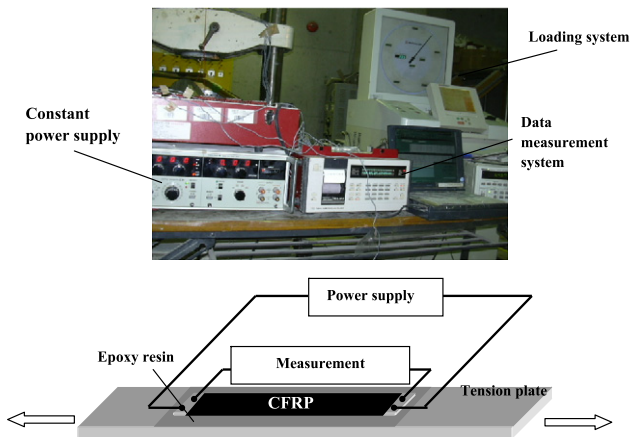 Loading system
Constant
power supply
Data
measurement
system
Power supply
Epoxy resin
Measurement
Tension plate
CFRP